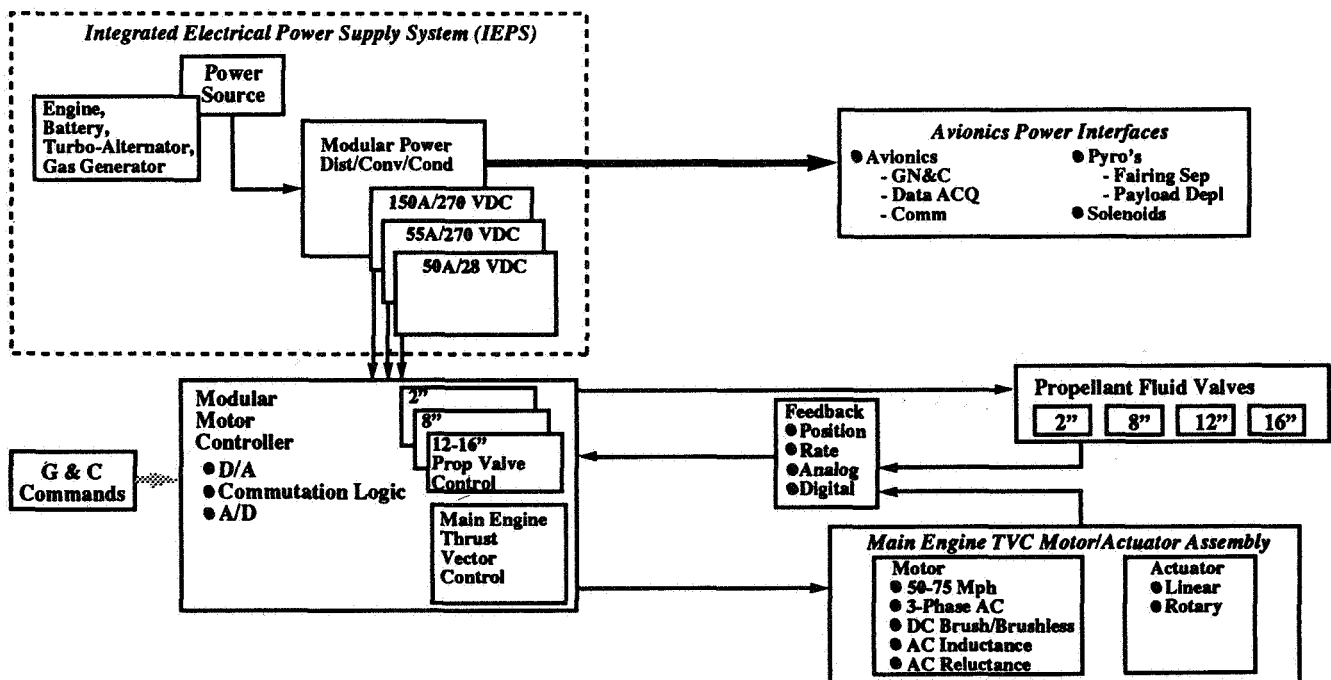 Integrated Electrical Power Supply System (IEPS)
Power
Source
Engine,
Battery,
Turbo-Alternator,
Gas Generator
Modular Power
Dist/Conv/Cond
150A/270 VDC
55A/270 VDC
50A/28 VDC
Avionics Power Interfaces
● Avionics
- GN&C
- Data ACQ
- Comm
● Pyro's
- Fairing Sep
- Payload Depl
● Solenoids
G & C
Commands
Modular
Motor
Controller
● D/A
● Commutation Logic
● A/D
2”
8”
12-16”
Prop Valve
Control
Main Engine
Thrust
Vector
Control
Feedback
● Position
● Rate
● Analog
● Digital
Propellant Fluid Valves
2” 8” 12” 16”
Main Engine TVC Motor/Actuator Assembly
Motor
● 50-75 Mph
● 3-Phase AC
● DC Brush/Brushless
● AC Inductance
● AC Reluctance
Actuator
● Linear
● Rotary